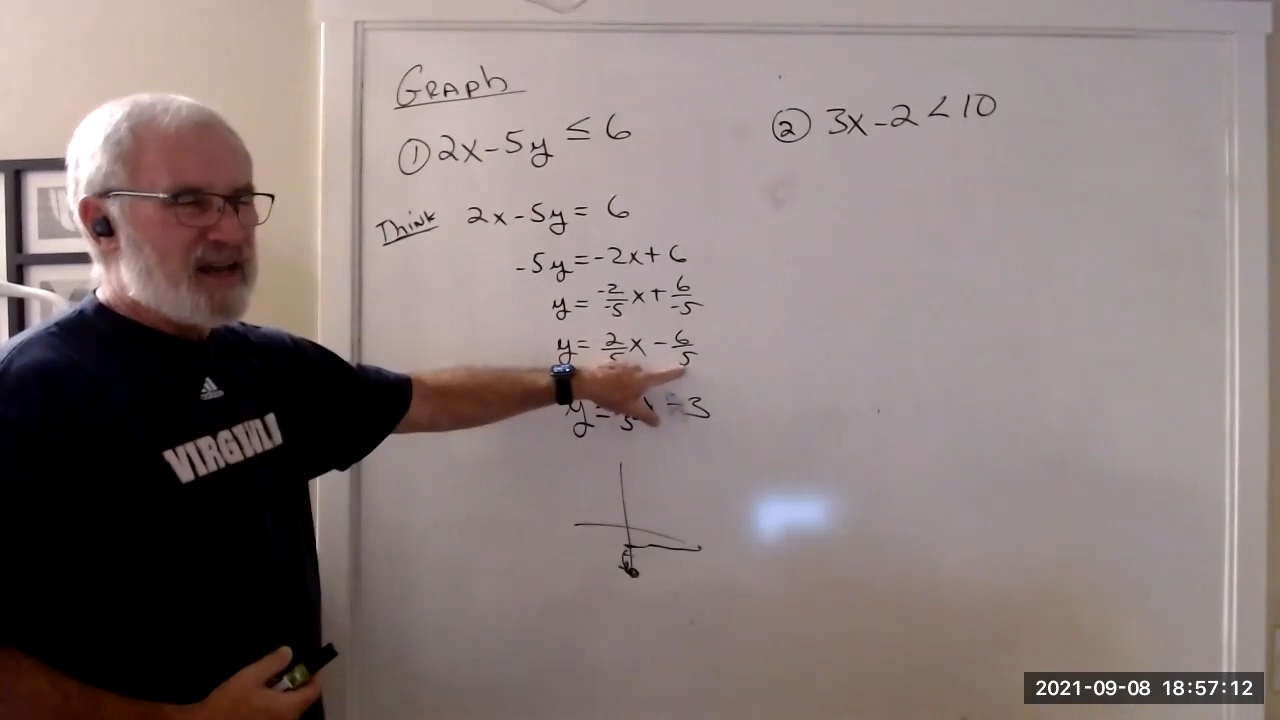 GRAPH
① 2x-5y ≤ 6
Think 2x-5y = 6
-5y = -2x+6
y = -2/-5 x + 6/-5
y = 2/5 x - 6/5
y = -3
② 3x-2 < 10
VIRGINIA
2021-09-08 18:57:12